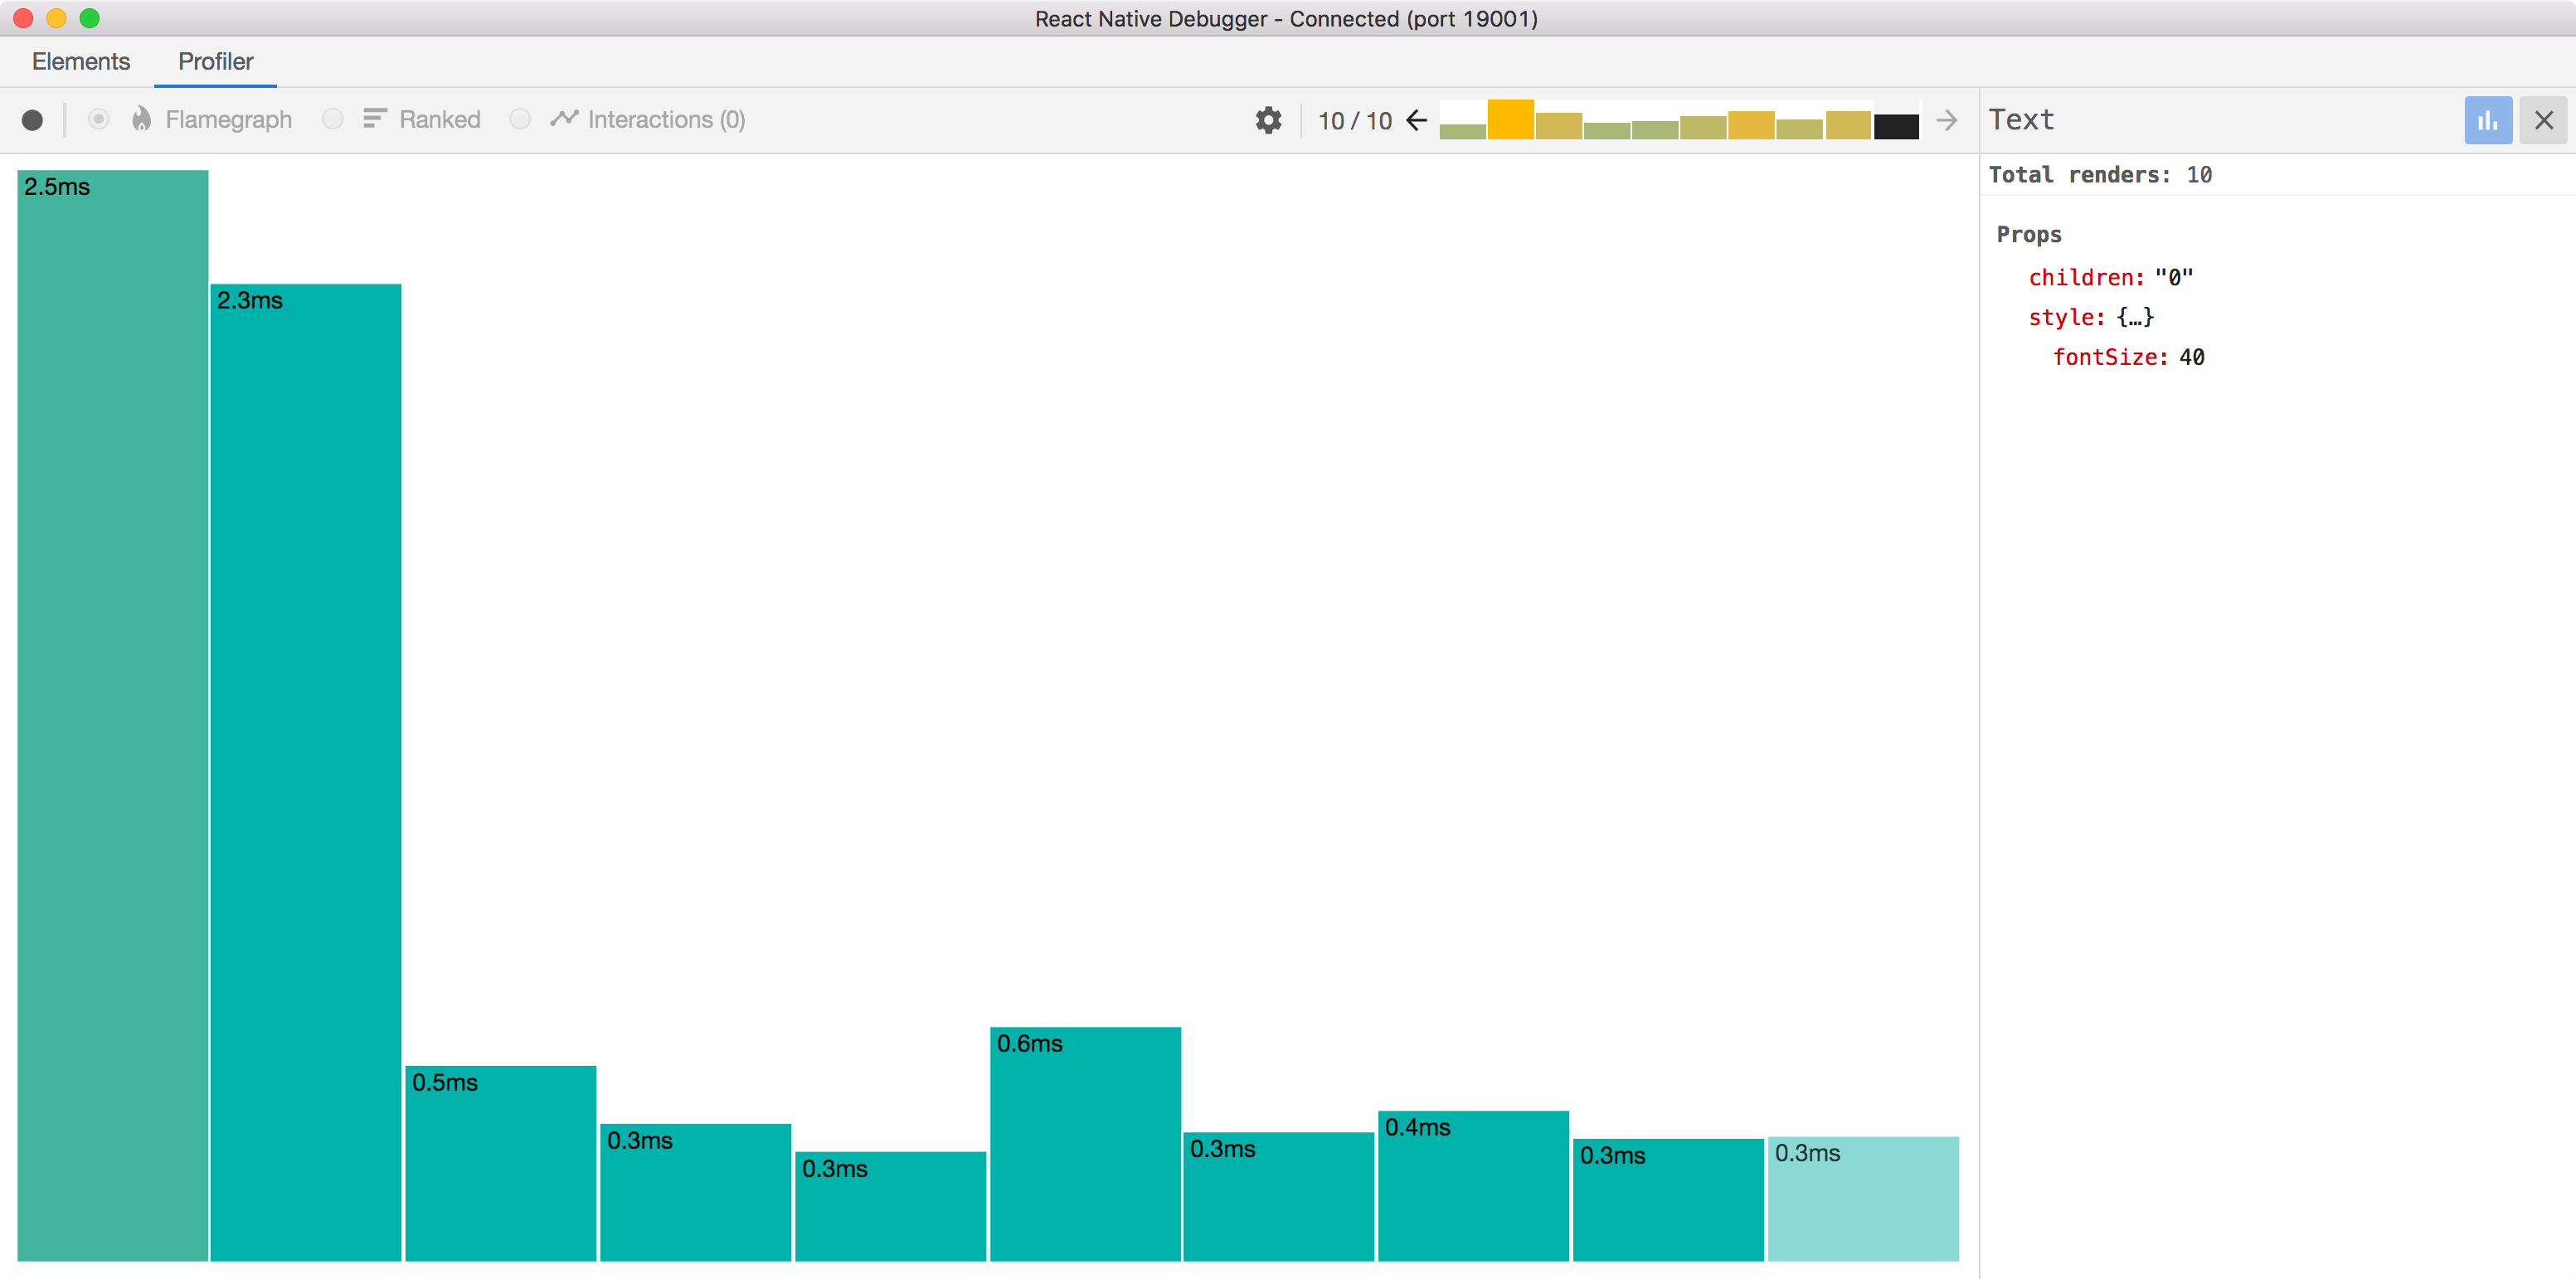 React Native Debugger - Connected (port 19001)
Elements Profiler
Flamegraph Ranked Interactions (0) 10 / 10 Text
Total renders: 10
Props
children: "0"
style: {…}
fontSize: 40
2.5ms
2.3ms
0.5ms
0.3ms
0.3ms
0.6ms
0.3ms
0.4ms
0.3ms
0.3ms